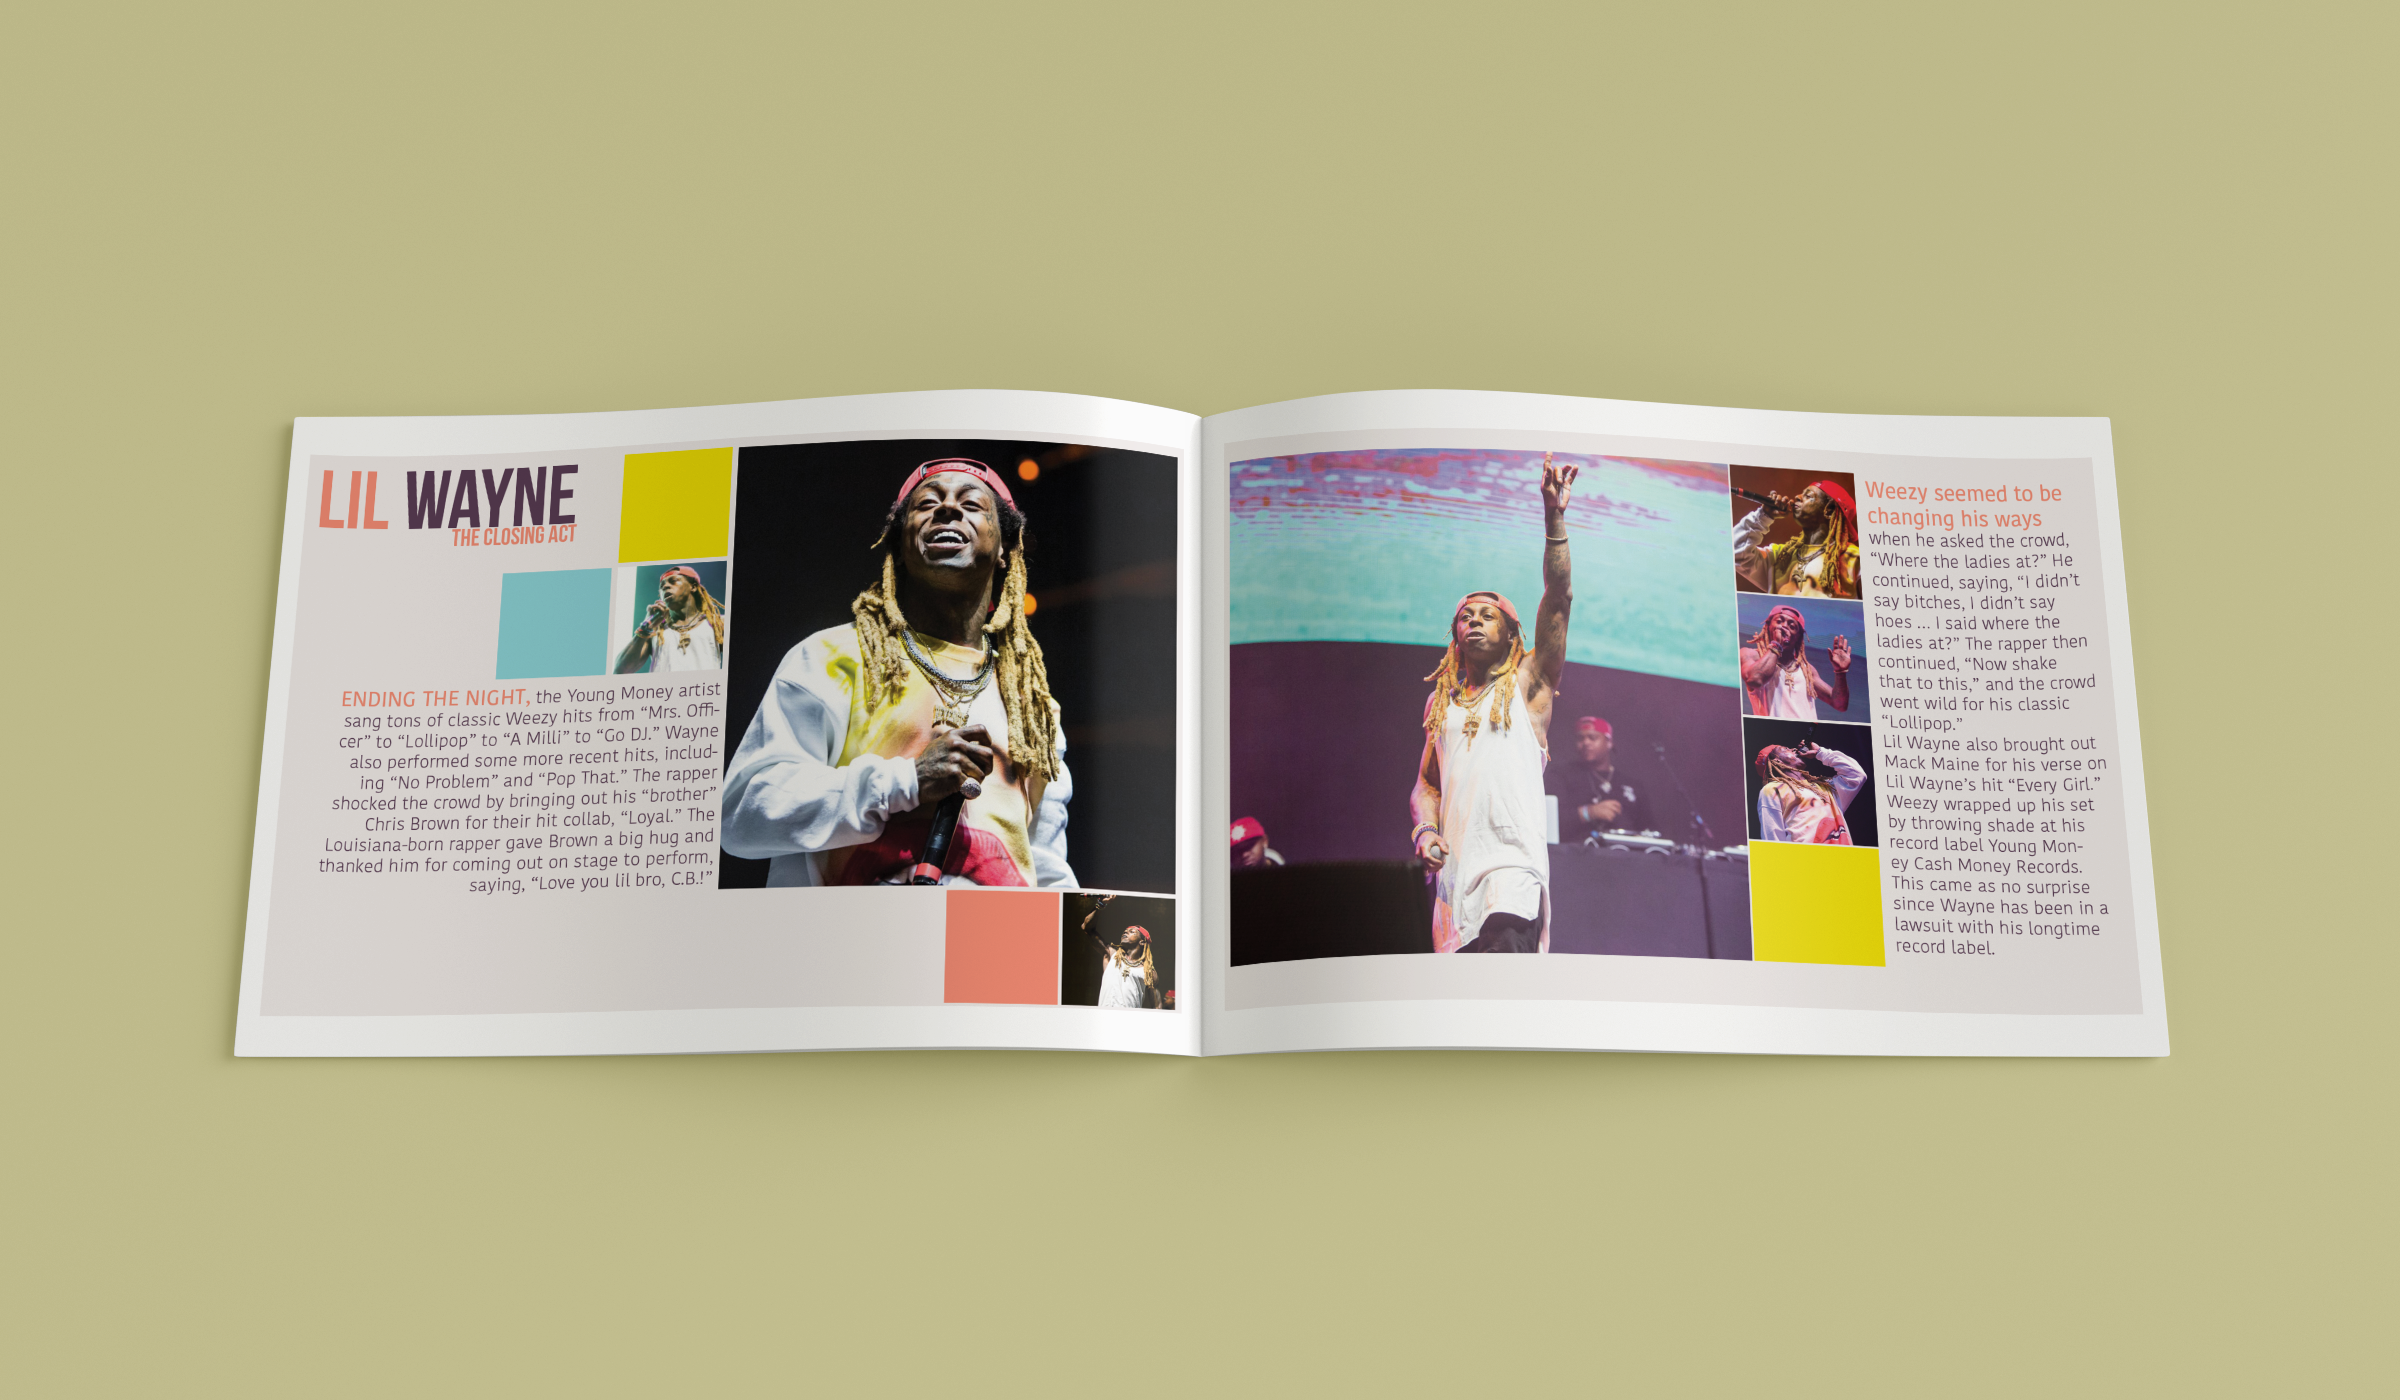 LIL WAYNE
THE CLOSING ACT
ENDING THE NIGHT, the Young Money artist
sang tons of classic Weezy hits from “Mrs. Offi-
cer” to “Lollipop” to “A Milli” to “Go DJ.” Wayne
also performed some more recent hits, includ-
ing “No Problem” and “Pop That.” The rapper
shocked the crowd by bringing out his “brother”
Chris Brown for their hit collab, “Loyal.” The
Louisiana-born rapper gave Brown a big hug and
thanked him for coming out on stage to perform,
saying, “Love you lil bro, C.B.!”
Weezy seemed to be
changing his ways
when he asked the crowd,
“Where the ladies at?” He
continued, saying, “I didn’t
say bitches, I didn’t say
hoes ... I said where the
ladies at?” The rapper then
continued, “Now shake
that to this,” and the crowd
went wild for his classic
“Lollipop.”
Lil Wayne also brought out
Mack Maine for his verse on
Lil Wayne’s hit “Every Girl.”
Weezy wrapped up his set
by throwing shade at his
record label Young Mon-
ey Cash Money Records.
This came as no surprise
since Wayne has been in a
lawsuit with his longtime
record label.